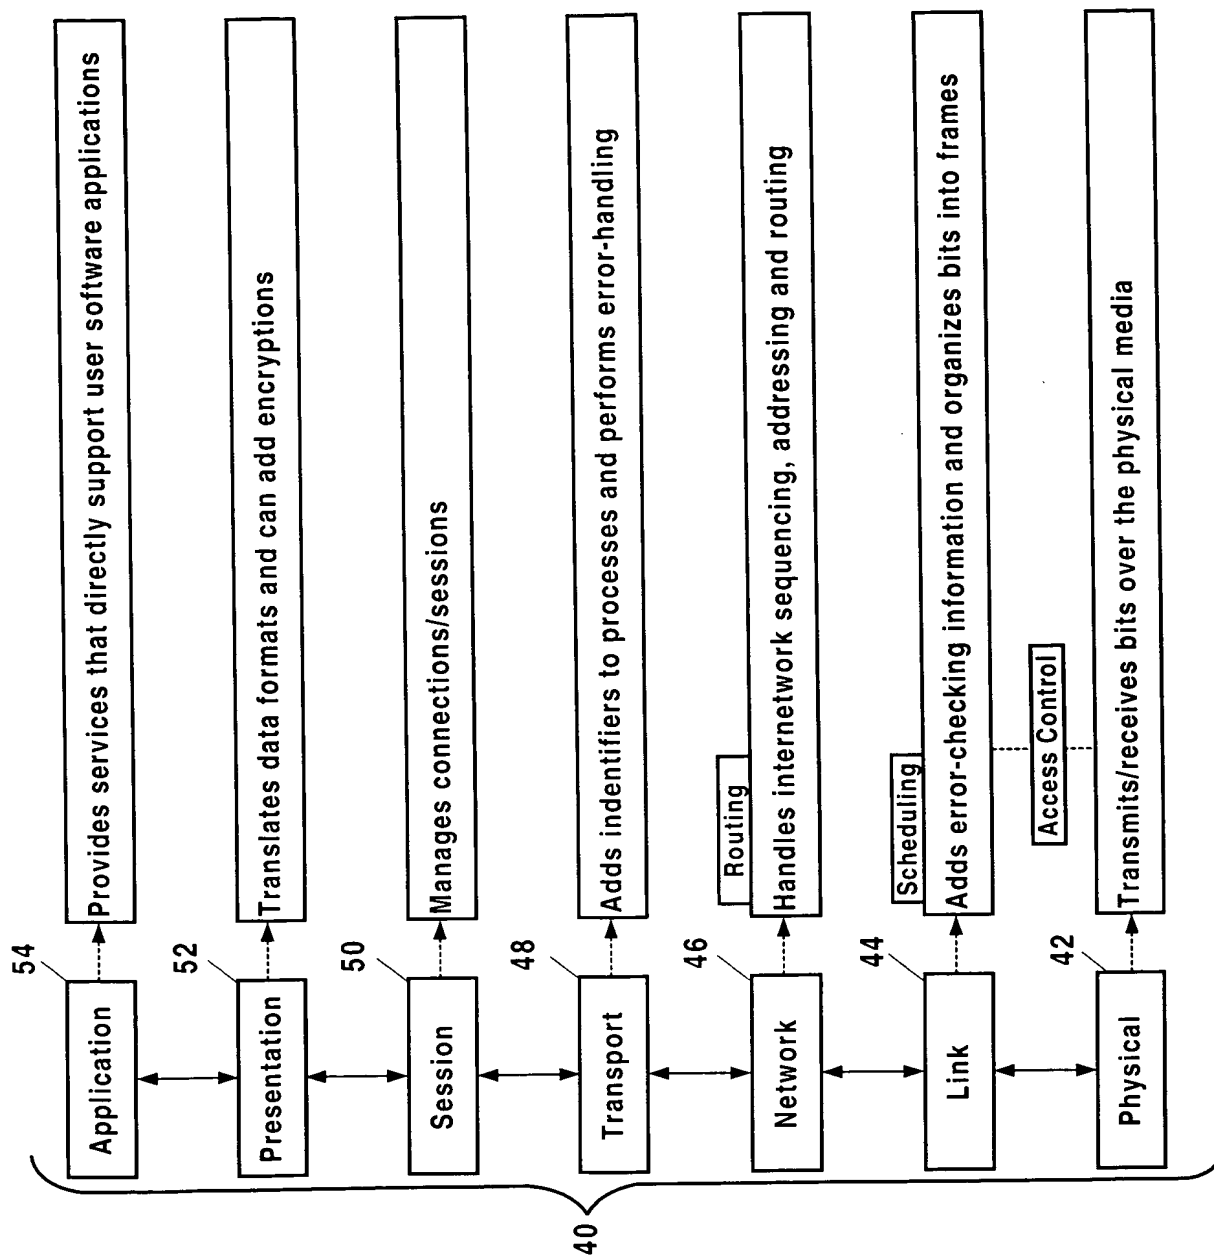 40
54
Application
Provides services that directly support user software applications
52
Presentation
Translates data formats and can add encryptions
50
Session
Manages connections/sessions
48
Transport
Adds indentifiers to processes and performs error-handling
46
Network
Routing
Handles internetwork sequencing, addressing and routing
44
Link
Scheduling
Adds error-checking information and organizes bits into frames
Access Control
42
Physical
Transmits/receives bits over the physical media